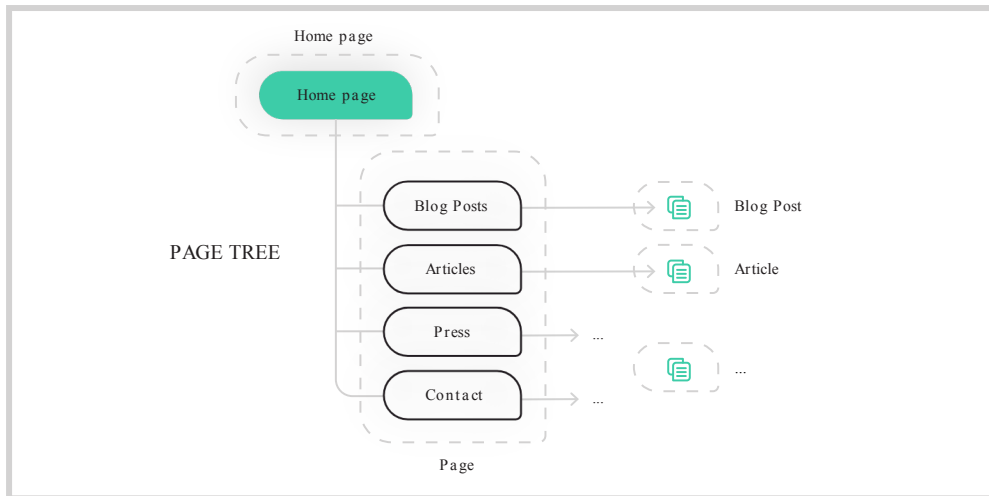 Home page
Home page
Blog Posts
Blog Post
PAGE TREE
Articles
Article
Press
...
...
Contact
...
Page